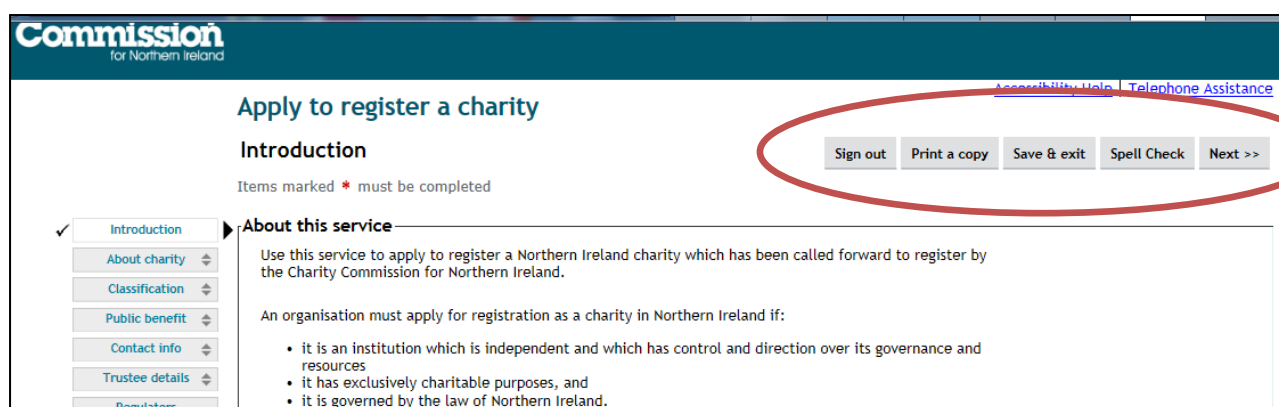 Commission
for Northern Ireland
Accessibility Help | Telephone Assistance
Apply to register a charity
Introduction
Sign out
Print a copy
Save & exit
Spell Check
Next >>
Items marked * must be completed
✓ Introduction
About charity
Classification
Public benefit
Contact info
Trustee details
Regulators
About this service
Use this service to apply to register a Northern Ireland charity which has been called forward to register by
the Charity Commission for Northern Ireland.
An organisation must apply for registration as a charity in Northern Ireland if:
• it is an institution which is independent and which has control and direction over its governance and
resources
• it has exclusively charitable purposes, and
• it is governed by the law of Northern Ireland.